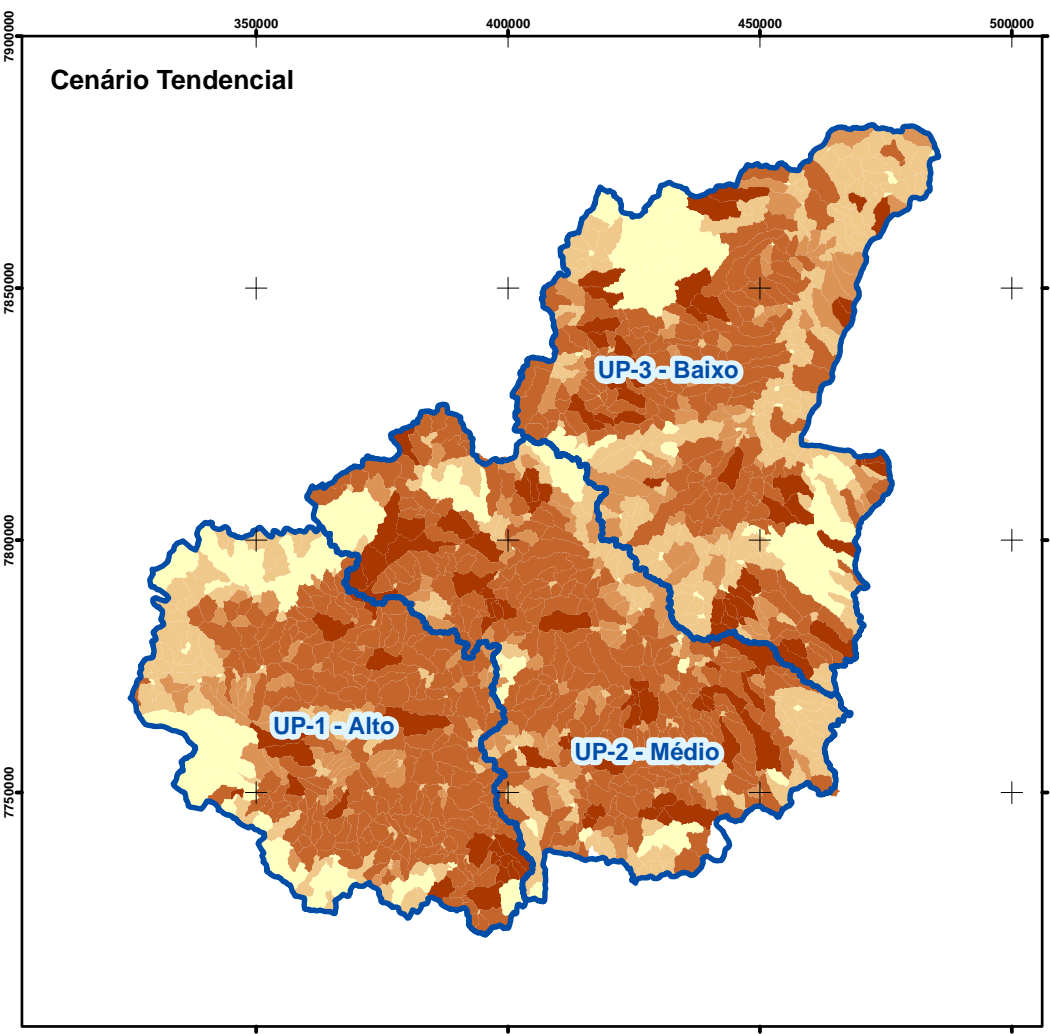 350000 400000 450000 500000
7900000
Cenário Tendencial
7850000
UP-3 - Baixo
7800000
UP-1 - Alto
UP-2 - Médio
7750000